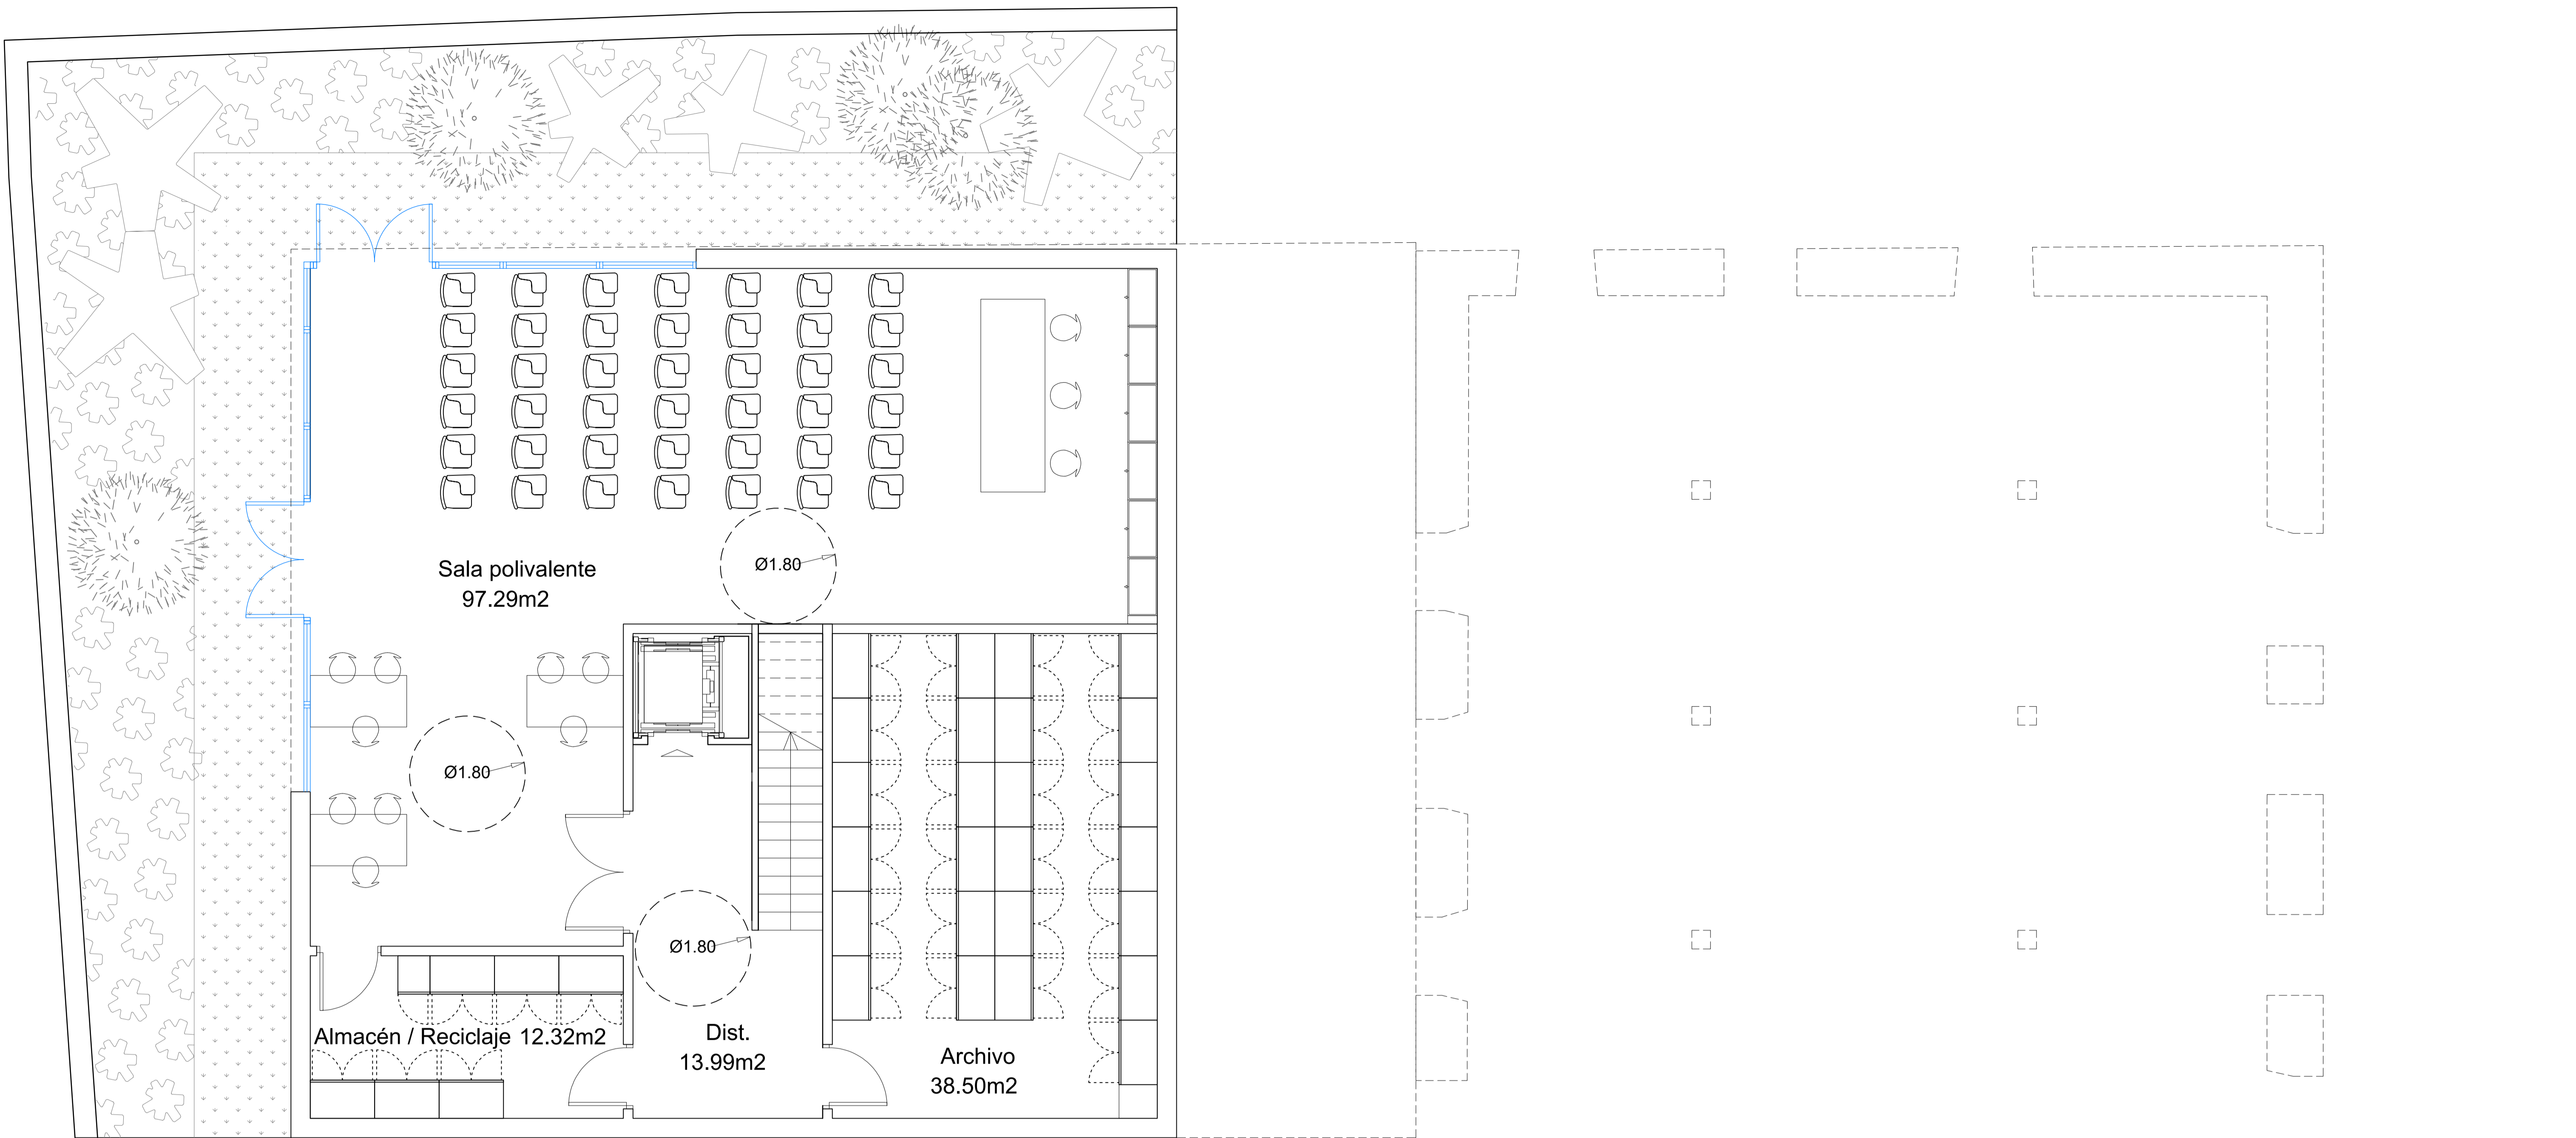 Ø1.80
Sala polivalente
97.29m2
Ø1.80
Ø1.80
Almacén / Reciclaje 12.32m2
Dist.
13.99m2
Archivo
38.50m2